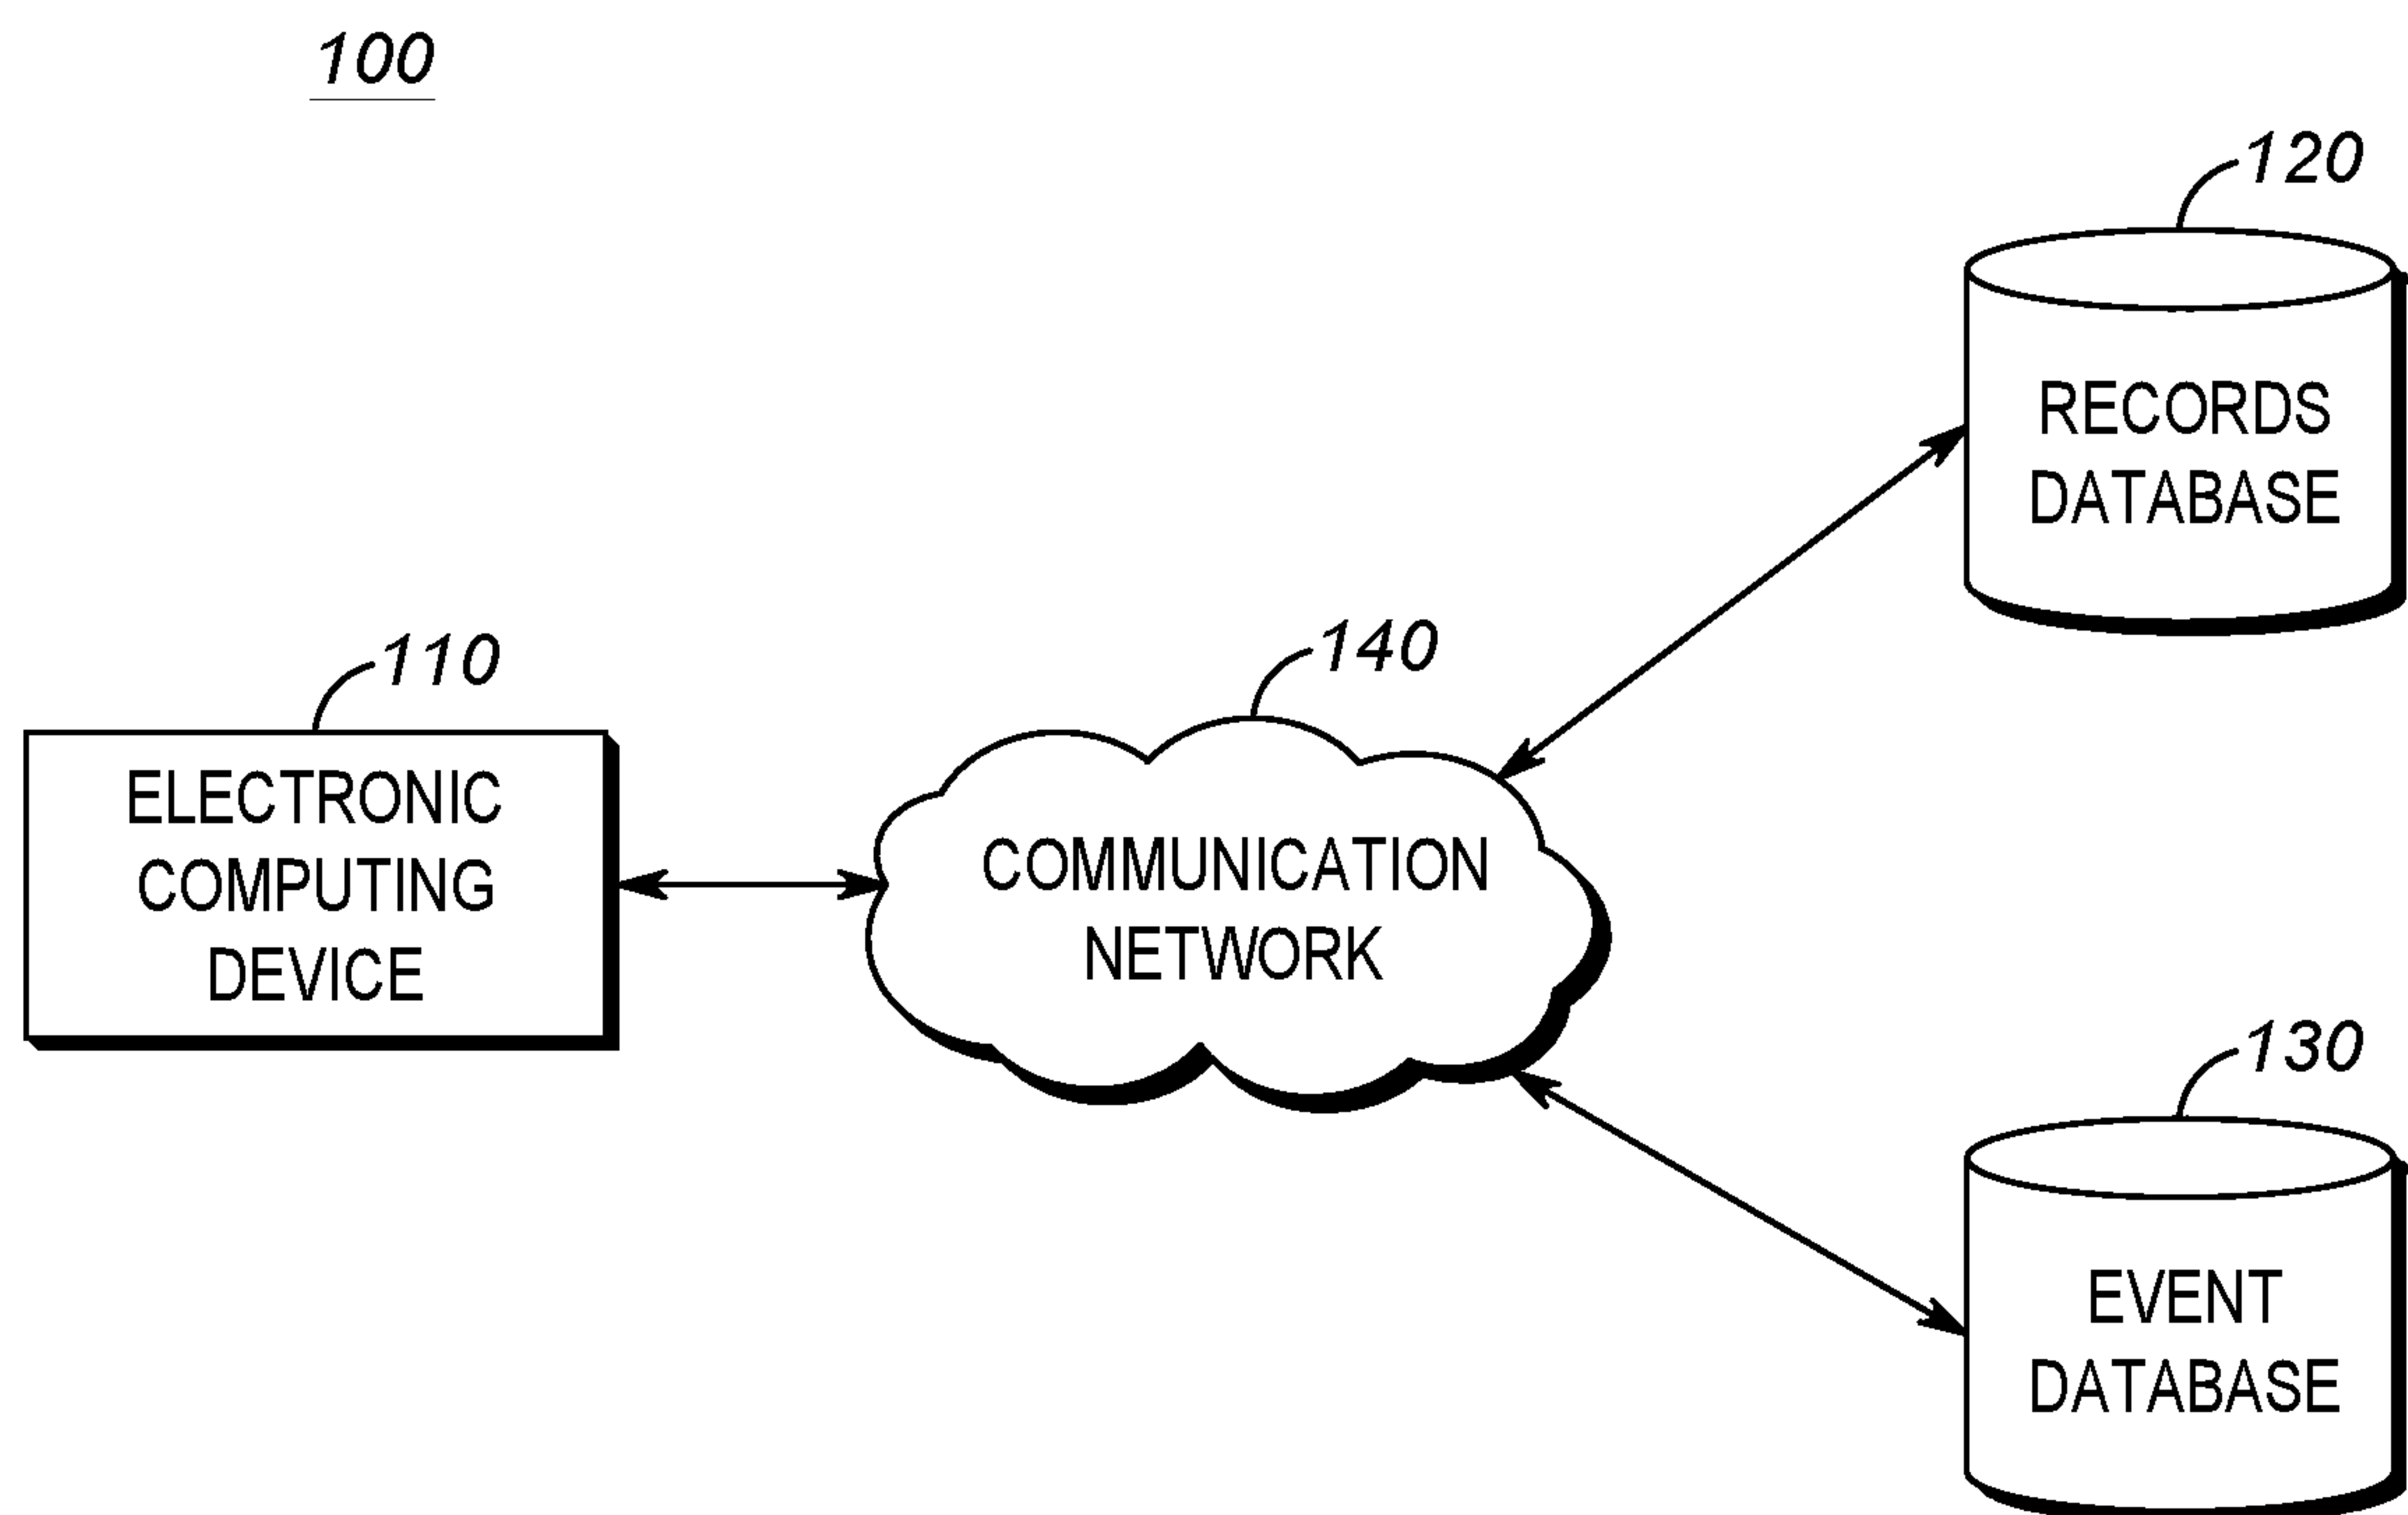 100
120
RECORDS
DATABASE
110
ELECTRONIC
COMPUTING
DEVICE
140
COMMUNICATION
NETWORK
130
EVENT
DATABASE